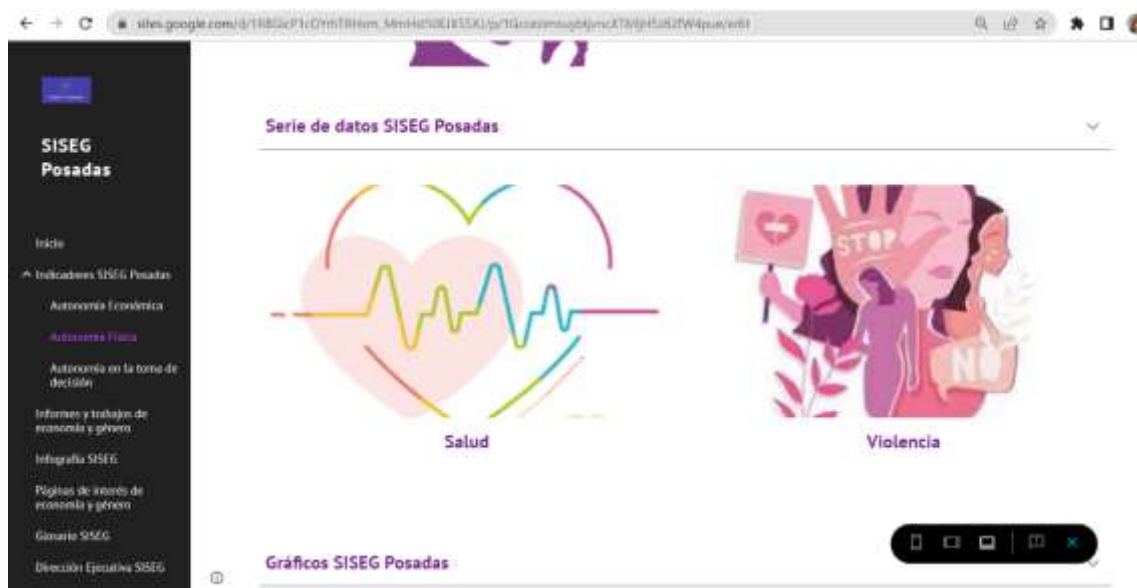 SISEG
Posadas
Inicio
Indicadores SISEG Posadas
Autonomía Económica
Autonomía Física
Autonomía en la toma de
decisión
Informes y trabajos de
economía y género
Infografía SISEG
Páginas de interés de
economía y género
Glosario SISEG
Dirección Ejecutiva SISEG
Serie de datos SISEG Posadas
STOP
NO
Salud
Violencia
Gráficos SISEG Posadas